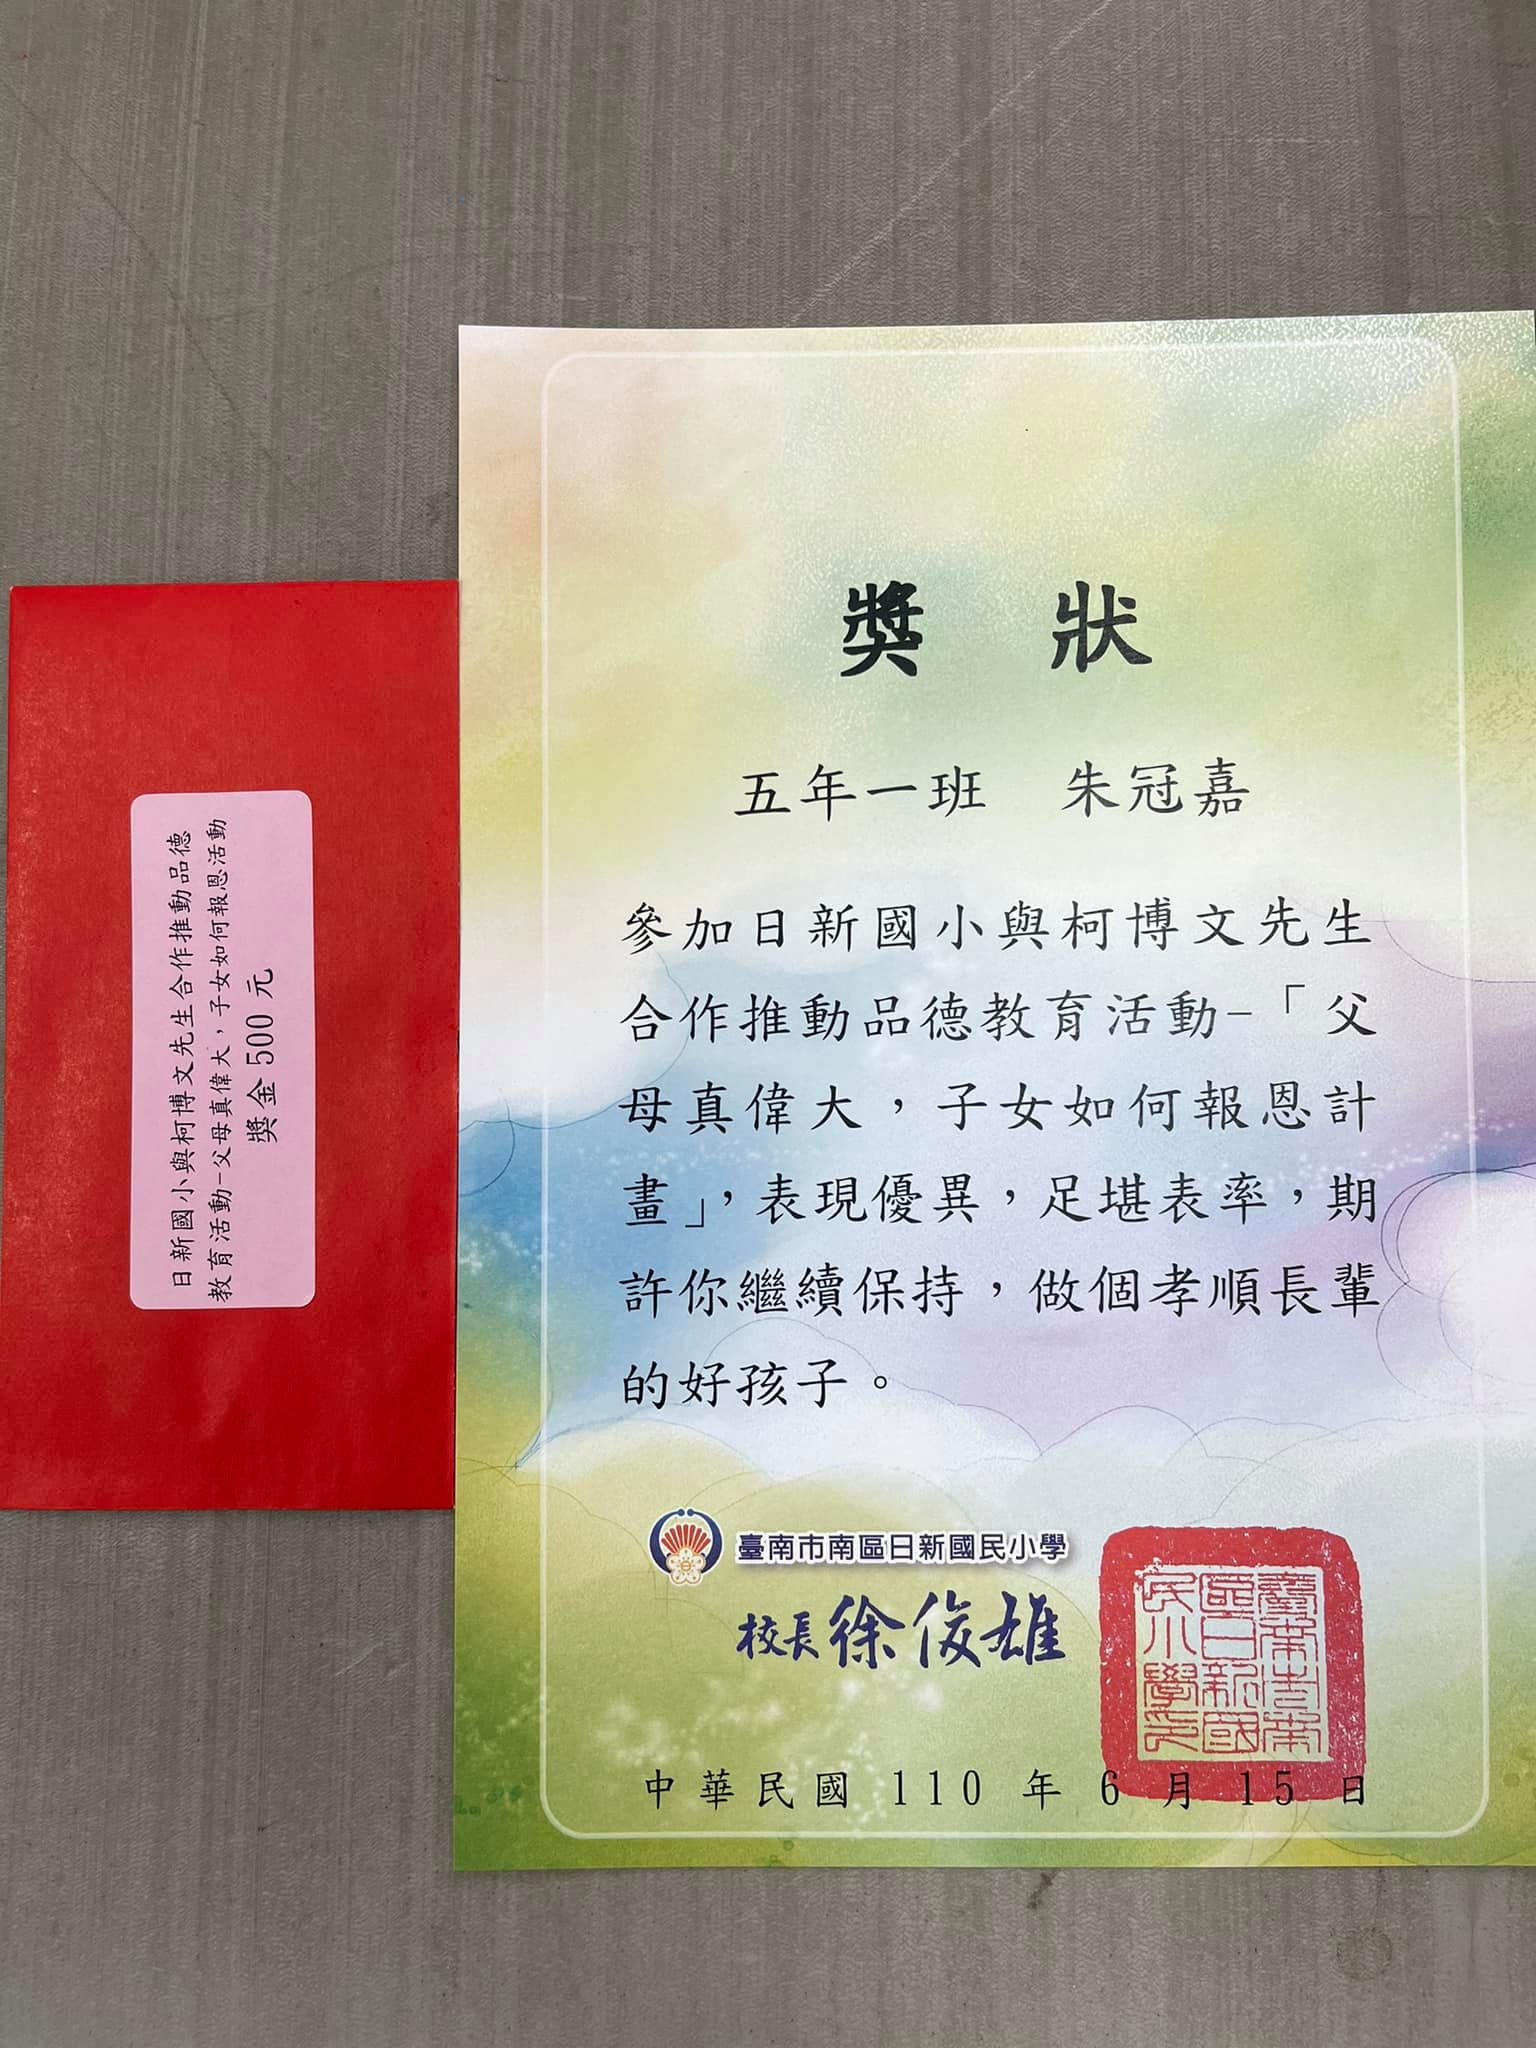 日新國小與柯博文先生合作推動品德
教育活動-父母真偉大，子女如何報恩活動
獎金 500 元
獎 狀
五年一班 朱冠嘉
參加日新國小與柯博文先生
合作推動品德教育活動-「父
母真偉大，子女如何報恩計
畫」，表現優異，足堪表率，期
許你繼續保持，做個孝順長輩
的好孩子。
臺南市南區日新國民小學
校長徐俊雄
臺南市南區日新國民小學印
中華民國 110 年 6 月 15 日